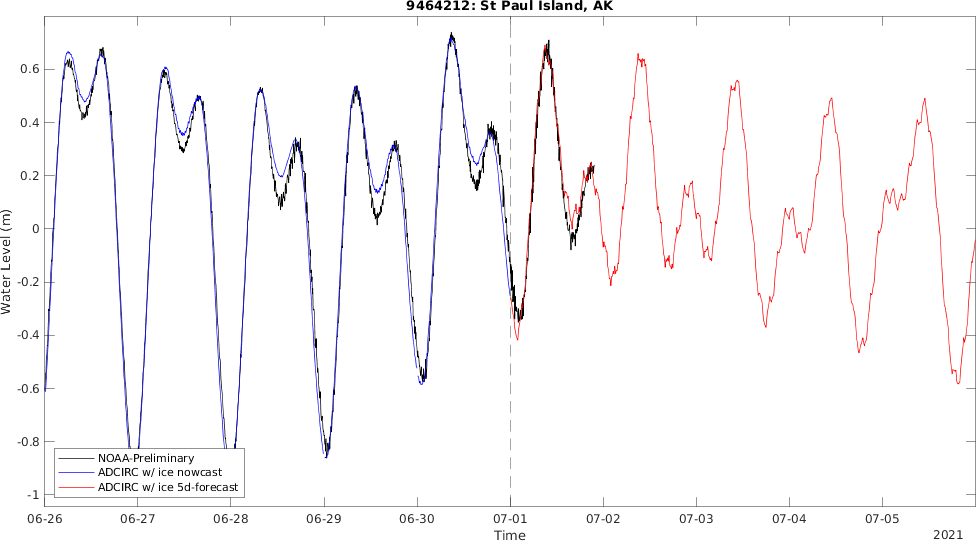 9464212: St Paul Island, AK
Water Level (m)
0.6
0.4
0.2
0
-0.2
-0.4
-0.6
-0.8
-1
NOAA-Preliminary
ADCIRC w/ ice nowcast
ADCIRC w/ ice 5d-forecast
06-26 06-27 06-28 06-29 06-30 07-01 07-02 07-03 07-04 07-05
Time
2021